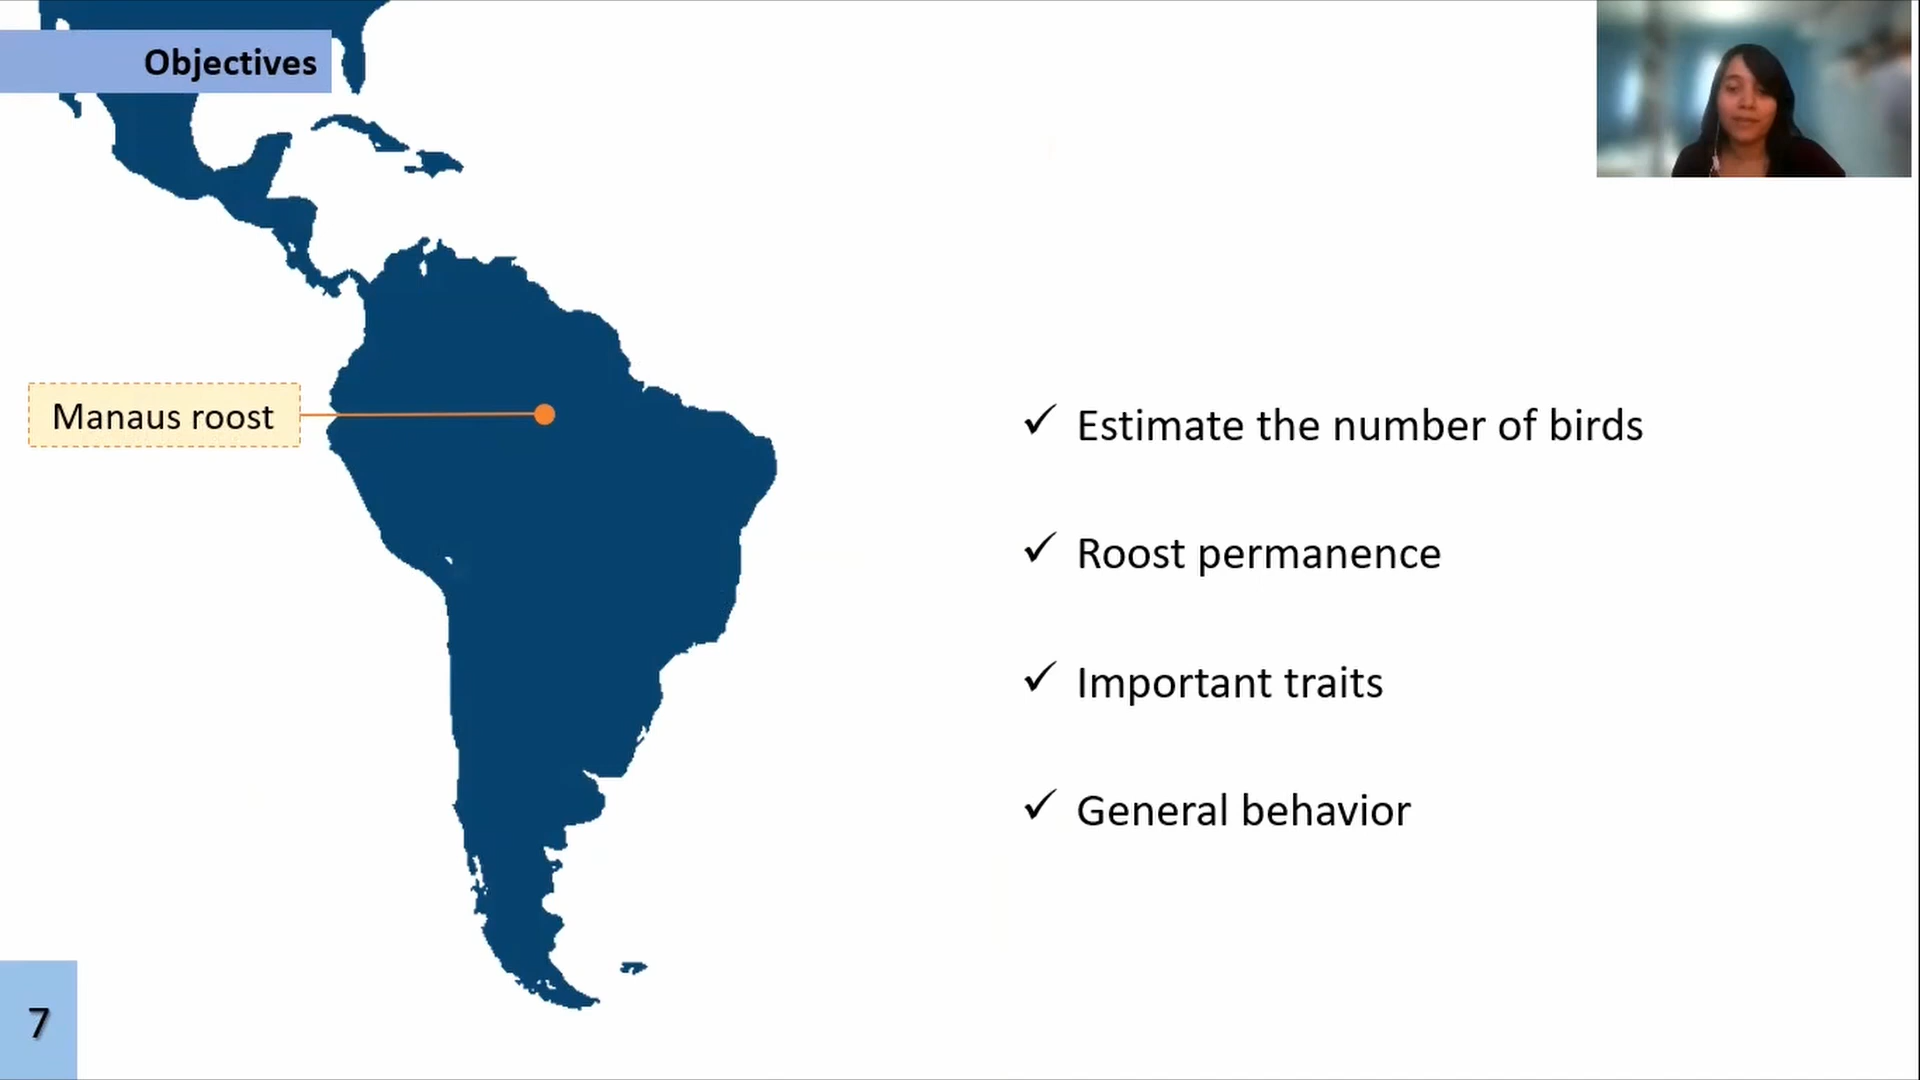 Objectives
Manaus roost
✓ Estimate the number of birds
✓ Roost permanence
✓ Important traits
✓ General behavior
7